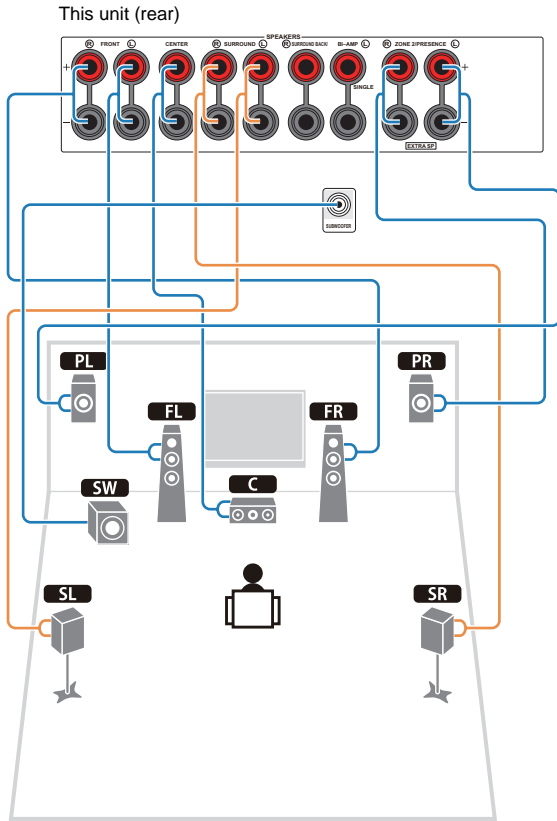 This unit (rear)
SPEAKERS
R FRONT L CENTER R SURROUND L R SURROUND BACK/ BI-AMP L R ZONE 2/PRESENCE L
+ +
SINGLE
– –
EXTRA SP
SUBWOOFER
PL PR
FL FR
SW C
SL SR